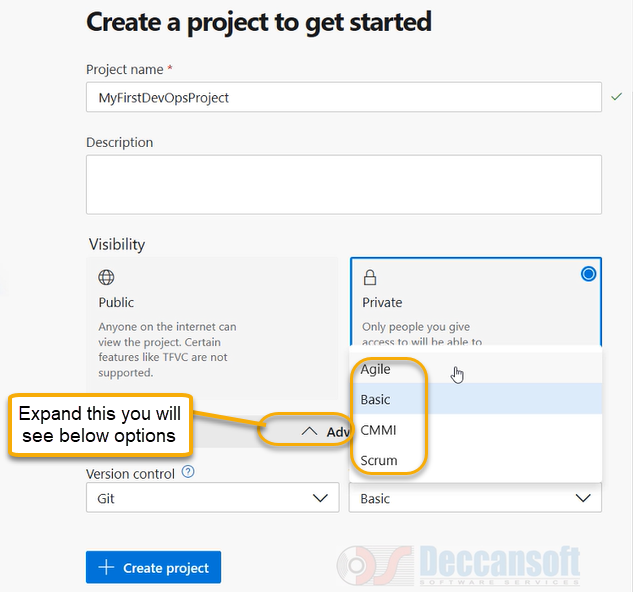 Create a project to get started
Project name *
MyFirstDevOpsProject
Description
Visibility
Public
Anyone on the internet can
view the project. Certain
features like TFVC are not
supported.
Private
Only people you give
access to will be able to
Agile
Basic
CMMI
Scrum
Expand this you will
see below options
Adv
Version control ?
Git
Basic
+ Create project
DS Deccansoft
SOFTWARE SERVICES